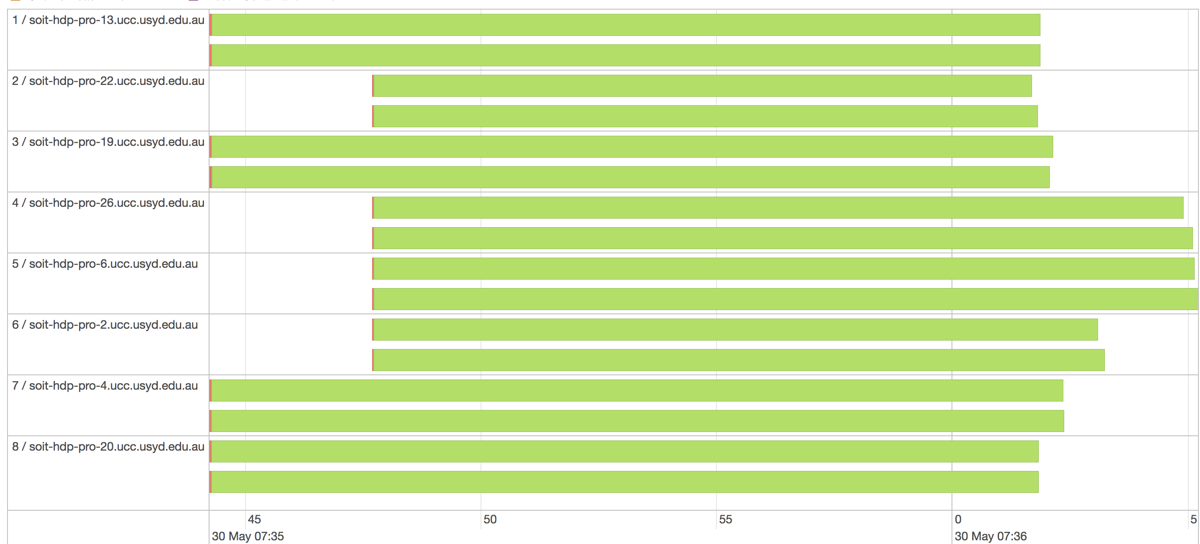 1 / soit-hdp-pro-13.ucc.usyd.edu.au
2 / soit-hdp-pro-22.ucc.usyd.edu.au
3 / soit-hdp-pro-19.ucc.usyd.edu.au
4 / soit-hdp-pro-26.ucc.usyd.edu.au
5 / soit-hdp-pro-6.ucc.usyd.edu.au
6 / soit-hdp-pro-2.ucc.usyd.edu.au
7 / soit-hdp-pro-4.ucc.usyd.edu.au
8 / soit-hdp-pro-20.ucc.usyd.edu.au
45 50 55 0 5
30 May 07:35 30 May 07:36